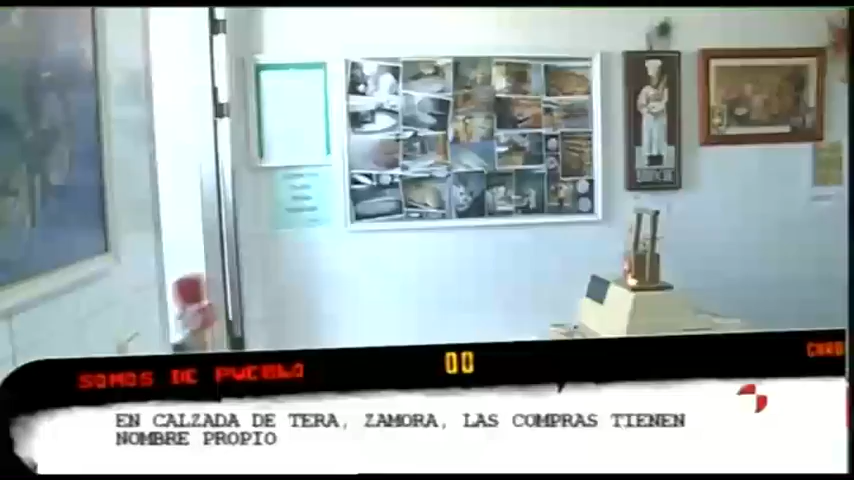 SOMOS DE PUEBLO
00
EN CALZADA DE TERA, ZAMORA, LAS COMPRAS TIENEN
NOMBRE PROPIO